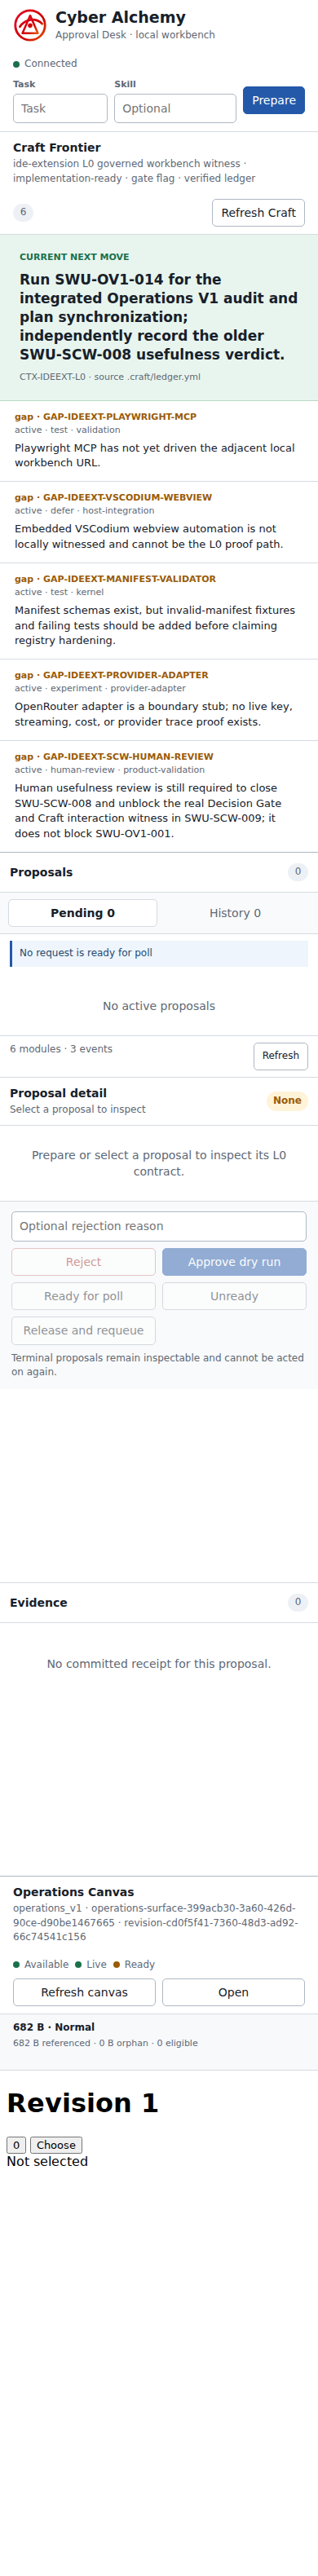 Cyber Alchemy
Approval Desk · local workbench
Connected
Task
Skill
Task
Optional
Prepare
Craft Frontier
ide-extension L0 governed workbench witness ·
implementation-ready · gate flag · verified ledger
6
Refresh Craft
CURRENT NEXT MOVE
Run SWU-OV1-014 for the
integrated Operations V1 audit and
plan synchronization;
independently record the older
SWU-SCW-008 usefulness verdict.
CTX-IDEEXT-L0 · source .craft/ledger.yml
gap · GAP-IDEEXT-PLAYWRIGHT-MCP
active · test · validation
Playwright MCP has not yet driven the adjacent local
workbench URL.
gap · GAP-IDEEXT-VSCODIUM-WEBVIEW
active · defer · host-integration
Embedded VSCodium webview automation is not
locally witnessed and cannot be the L0 proof path.
gap · GAP-IDEEXT-MANIFEST-VALIDATOR
active · test · kernel
Manifest schemas exist, but invalid-manifest fixtures
and failing tests should be added before claiming
registry hardening.
gap · GAP-IDEEXT-PROVIDER-ADAPTER
active · experiment · provider-adapter
OpenRouter adapter is a boundary stub; no live key,
streaming, cost, or provider trace proof exists.
gap · GAP-IDEEXT-SCW-HUMAN-REVIEW
active · human-review · product-validation
Human usefulness review is still required to close
SWU-SCW-008 and unblock the real Decision Gate
and Craft interaction witness in SWU-SCW-009; it
does not block SWU-OV1-001.
Proposals
0
Pending 0
History 0
No request is ready for poll
No active proposals
6 modules · 3 events
Refresh
Proposal detail
Select a proposal to inspect
None
Prepare or select a proposal to inspect its L0
contract.
Optional rejection reason
Reject
Approve dry run
Ready for poll
Unready
Release and requeue
Terminal proposals remain inspectable and cannot be acted
on again.
Evidence
0
No committed receipt for this proposal.
Operations Canvas
operations_v1 · operations-surface-399acb30-3a60-426d-
90ce-d90be1467665 · revision-cd0f5f41-7360-48d3-ad92-
66c74541c156
Available
Live
Ready
Refresh canvas
Open
682 B · Normal
682 B referenced · 0 B orphan · 0 eligible
Revision 1
0
Choose
Not selected